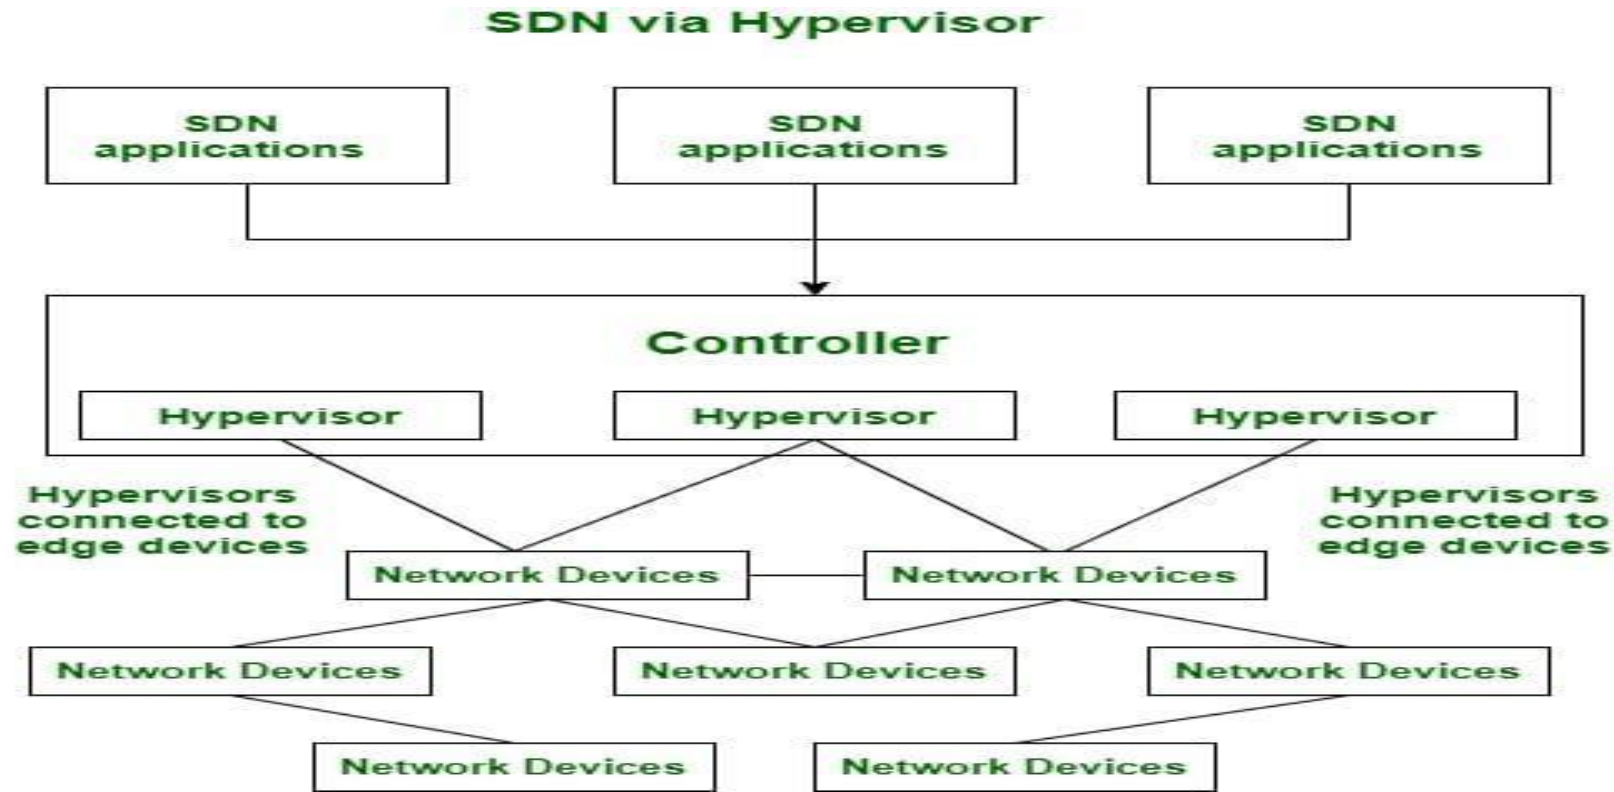 SDN via Hypervisor
SDN
applications
SDN
applications
SDN
applications
Controller
Hypervisor
Hypervisor
Hypervisor
Hypervisors
connected to
edge devices
Hypervisors
connected to
edge devices
Network Devices
Network Devices
Network Devices
Network Devices
Network Devices
Network Devices
Network Devices